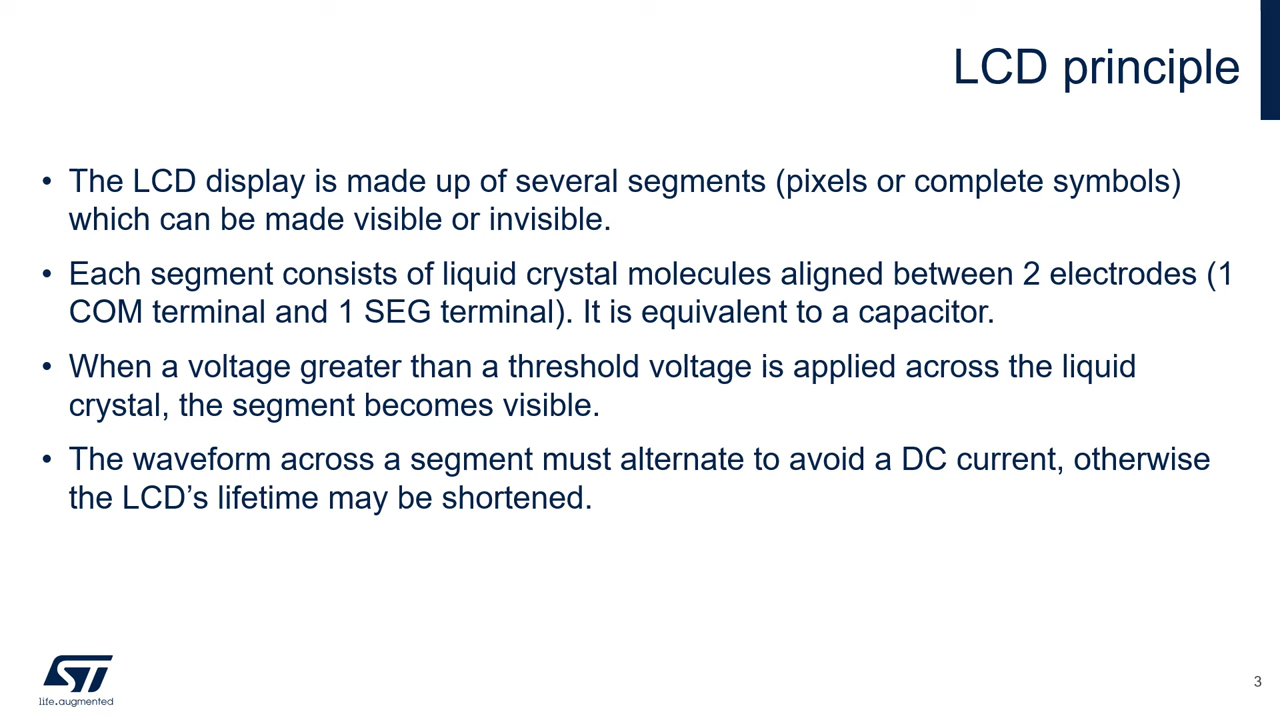 LCD principle
• The LCD display is made up of several segments (pixels or complete symbols)
which can be made visible or invisible.
• Each segment consists of liquid crystal molecules aligned between 2 electrodes (1
COM terminal and 1 SEG terminal). It is equivalent to a capacitor.
• When a voltage greater than a threshold voltage is applied across the liquid
crystal, the segment becomes visible.
• The waveform across a segment must alternate to avoid a DC current, otherwise
the LCD’s lifetime may be shortened.
ST
life.augmented
3